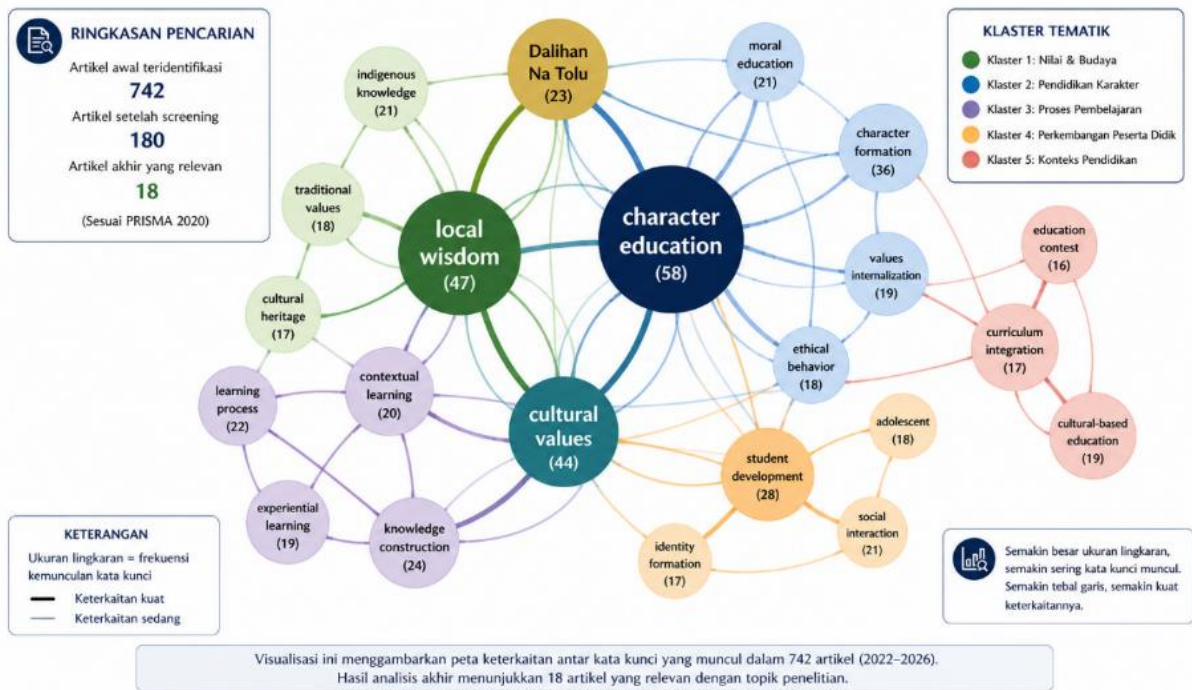 RINGKASAN PENCARIAN
Artikel awal teridentifikasi
742
Artikel setelah screening
180
Artikel akhir yang relevan
18
(Sesuai PRISMA 2020)
Dalihan
Na Tolu
(23)
moral
education
(21)
indigenous
knowledge
(21)
character
formation
(36)
traditional
values
(18)
local
wisdom
(47)
character
education
(58)
values
internalization
(19)
cultural
heritage
(17)
ethical
behavior
(18)
contextual
learning
(20)
learning
process
(22)
cultural
values
(44)
experiential
learning
(19)
knowledge
construction
(24)
student
development
(28)
adolescent
(18)
social
interaction
(21)
identity
formation
(17)
education
contest
(16)
curriculum
integration
(17)
cultural-based
education
(19)
KLASTER TEMATIK
Klaster 1: Nilai & Budaya
Klaster 2: Pendidikan Karakter
Klaster 3: Proses Pembelajaran
Klaster 4: Perkembangan Peserta Didik
Klaster 5: Konteks Pendidikan
KETERANGAN
Ukuran lingkaran = frekuensi
kemunculan kata kunci
Keterkaitan kuat
Keterkaitan sedang
Semakin besar ukuran lingkaran,
semakin sering kata kunci muncul.
Semakin tebal garis, semakin kuat
keterkaitannya.
Visualisasi ini menggambarkan peta keterkaitan antar kata kunci yang muncul dalam 742 artikel (2022–2026).
Hasil analisis akhir menunjukkan 18 artikel yang relevan dengan topik penelitian.